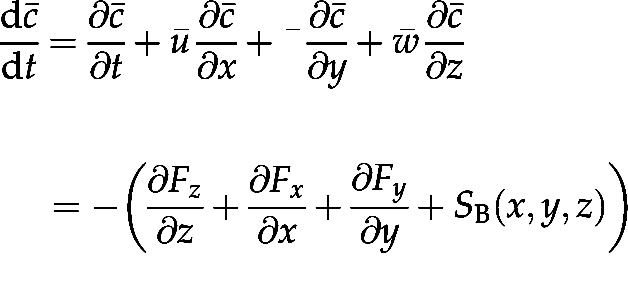 dc̄/dt = ∂c̄/∂t + ū ∂c̄/∂x + ¯ ∂c̄/∂y + w̄ ∂c̄/∂z
= −(∂F_z/∂z + ∂F_x/∂x + ∂F_y/∂y + S_B(x, y, z))